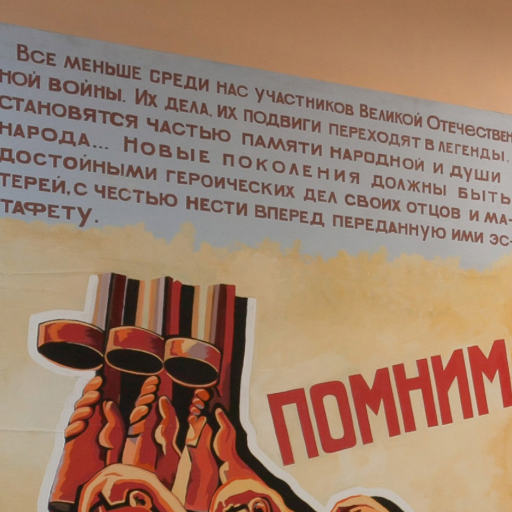 Все меньше среди нас участников Великой Отечествен
ной войны. Их дела, их подвиги переходят в легенды,
становятся частью памяти народной и души
народа... Новые поколения должны быть
достойными героических дел своих отцов и ма-
терей, с честью нести вперед переданную ими эс-
тафету.
ПОМНИМ